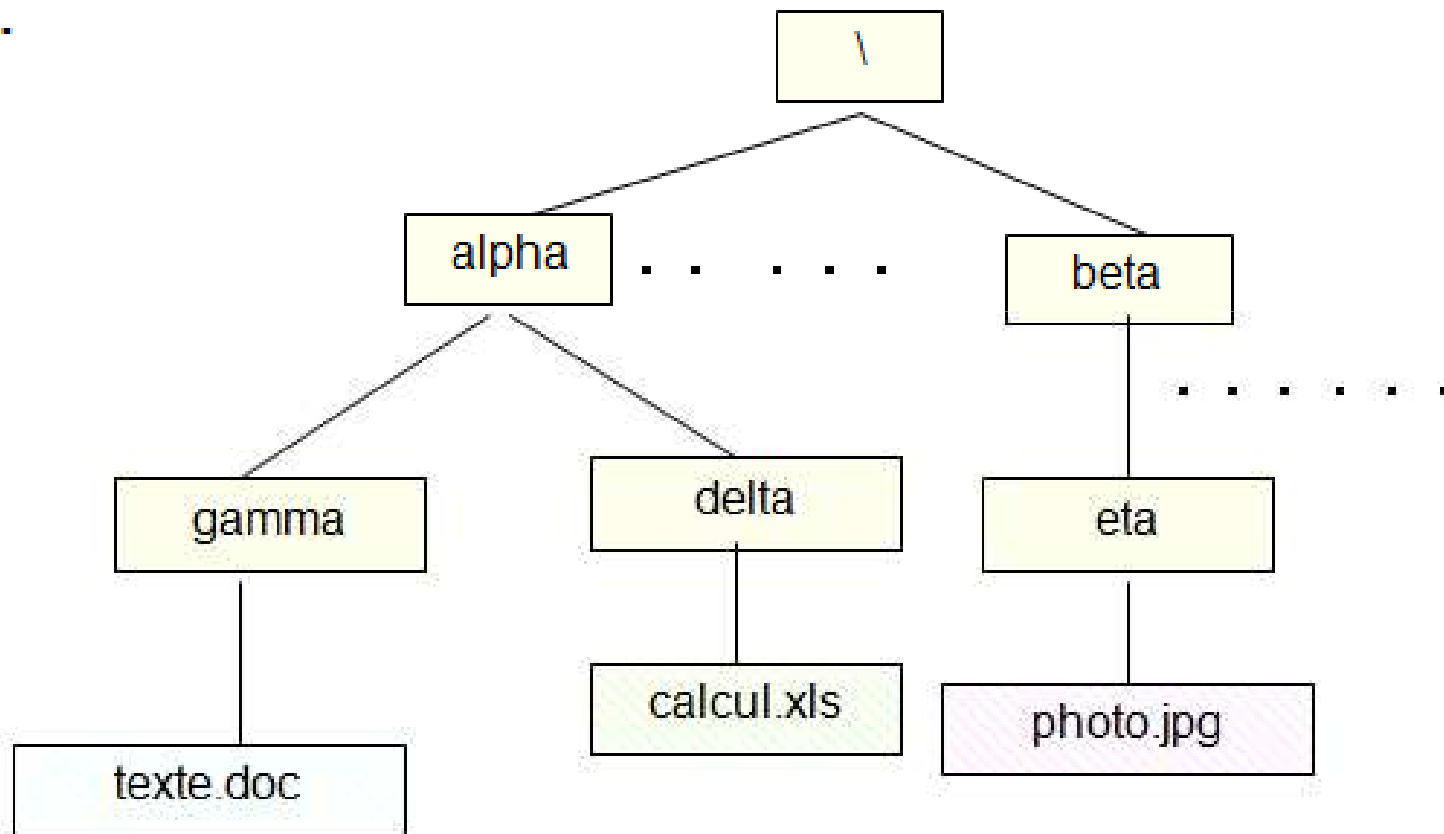 .
\
alpha
. . . . .
beta
. . . . . .
gamma
delta
eta
calcul.xls
photo.jpg
texte.doc